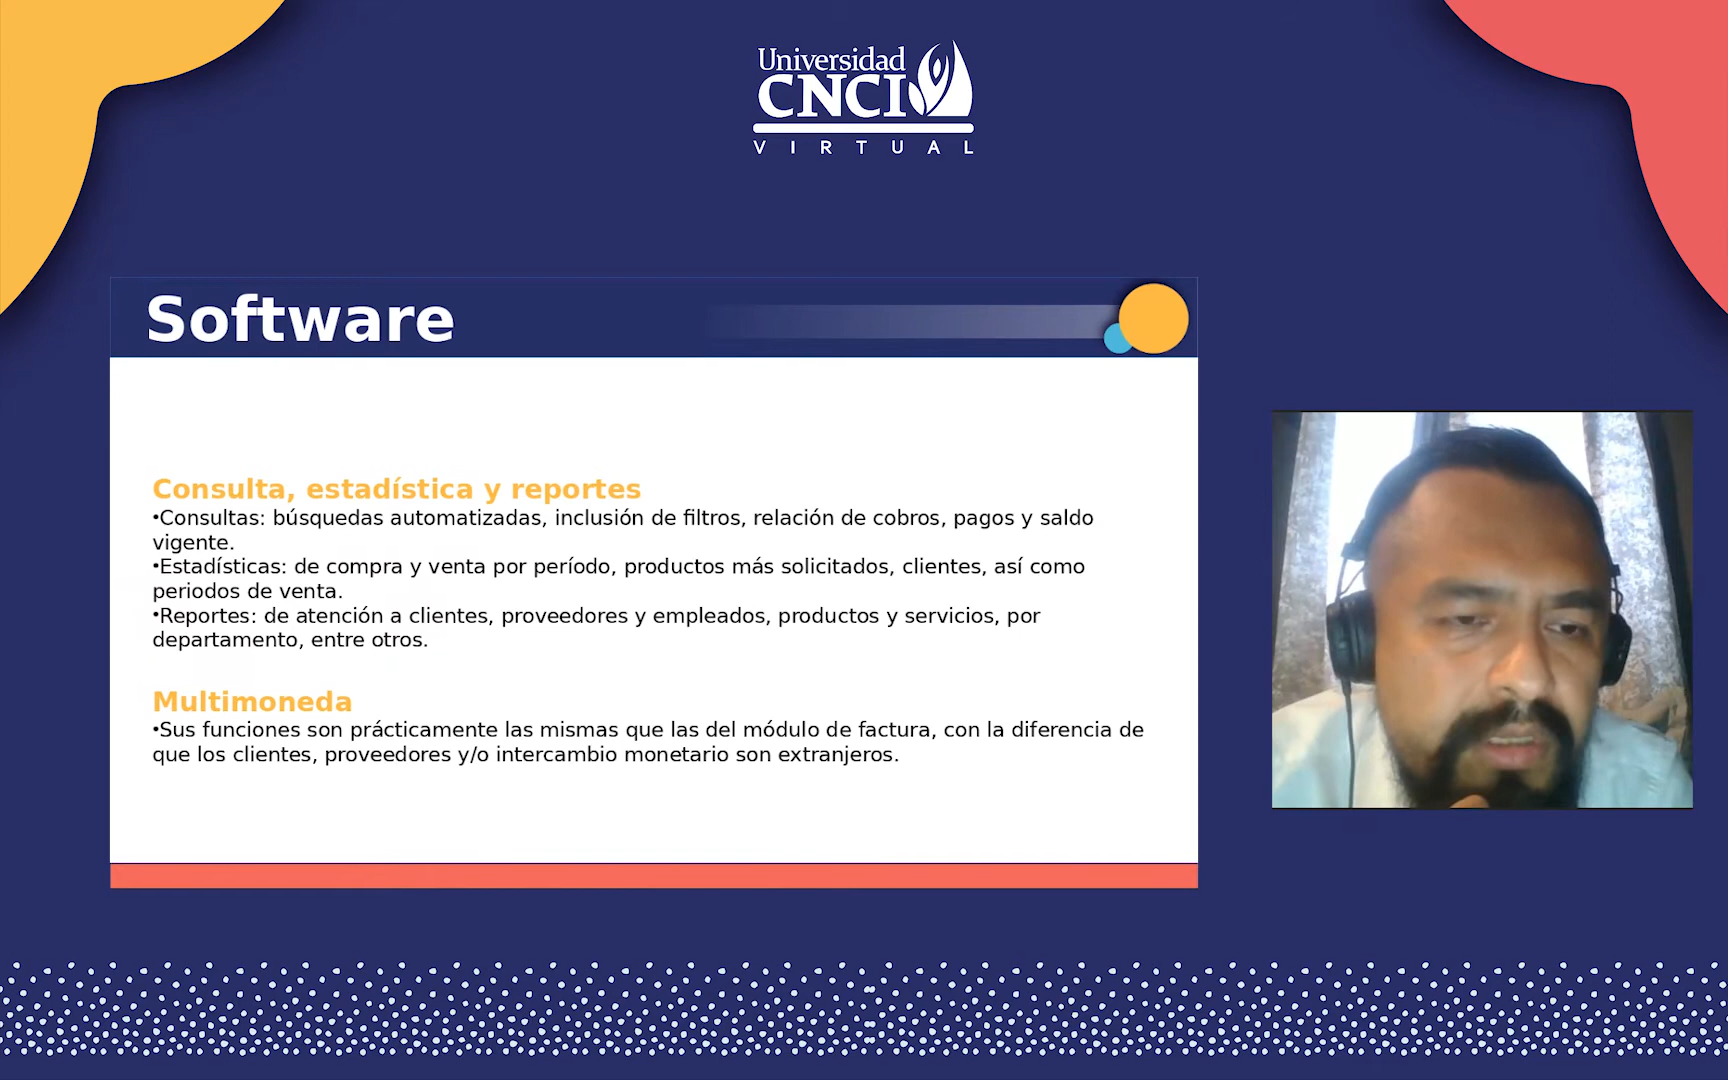 Universidad
CNCI
VIRTUAL
Software
Consulta, estadística y reportes
•Consultas: búsquedas automatizadas, inclusión de filtros, relación de cobros, pagos y saldo
vigente.
•Estadísticas: de compra y venta por período, productos más solicitados, clientes, así como
periodos de venta.
•Reportes: de atención a clientes, proveedores y empleados, productos y servicios, por
departamento, entre otros.
Multimoneda
•Sus funciones son prácticamente las mismas que las del módulo de factura, con la diferencia de
que los clientes, proveedores y/o intercambio monetario son extranjeros.